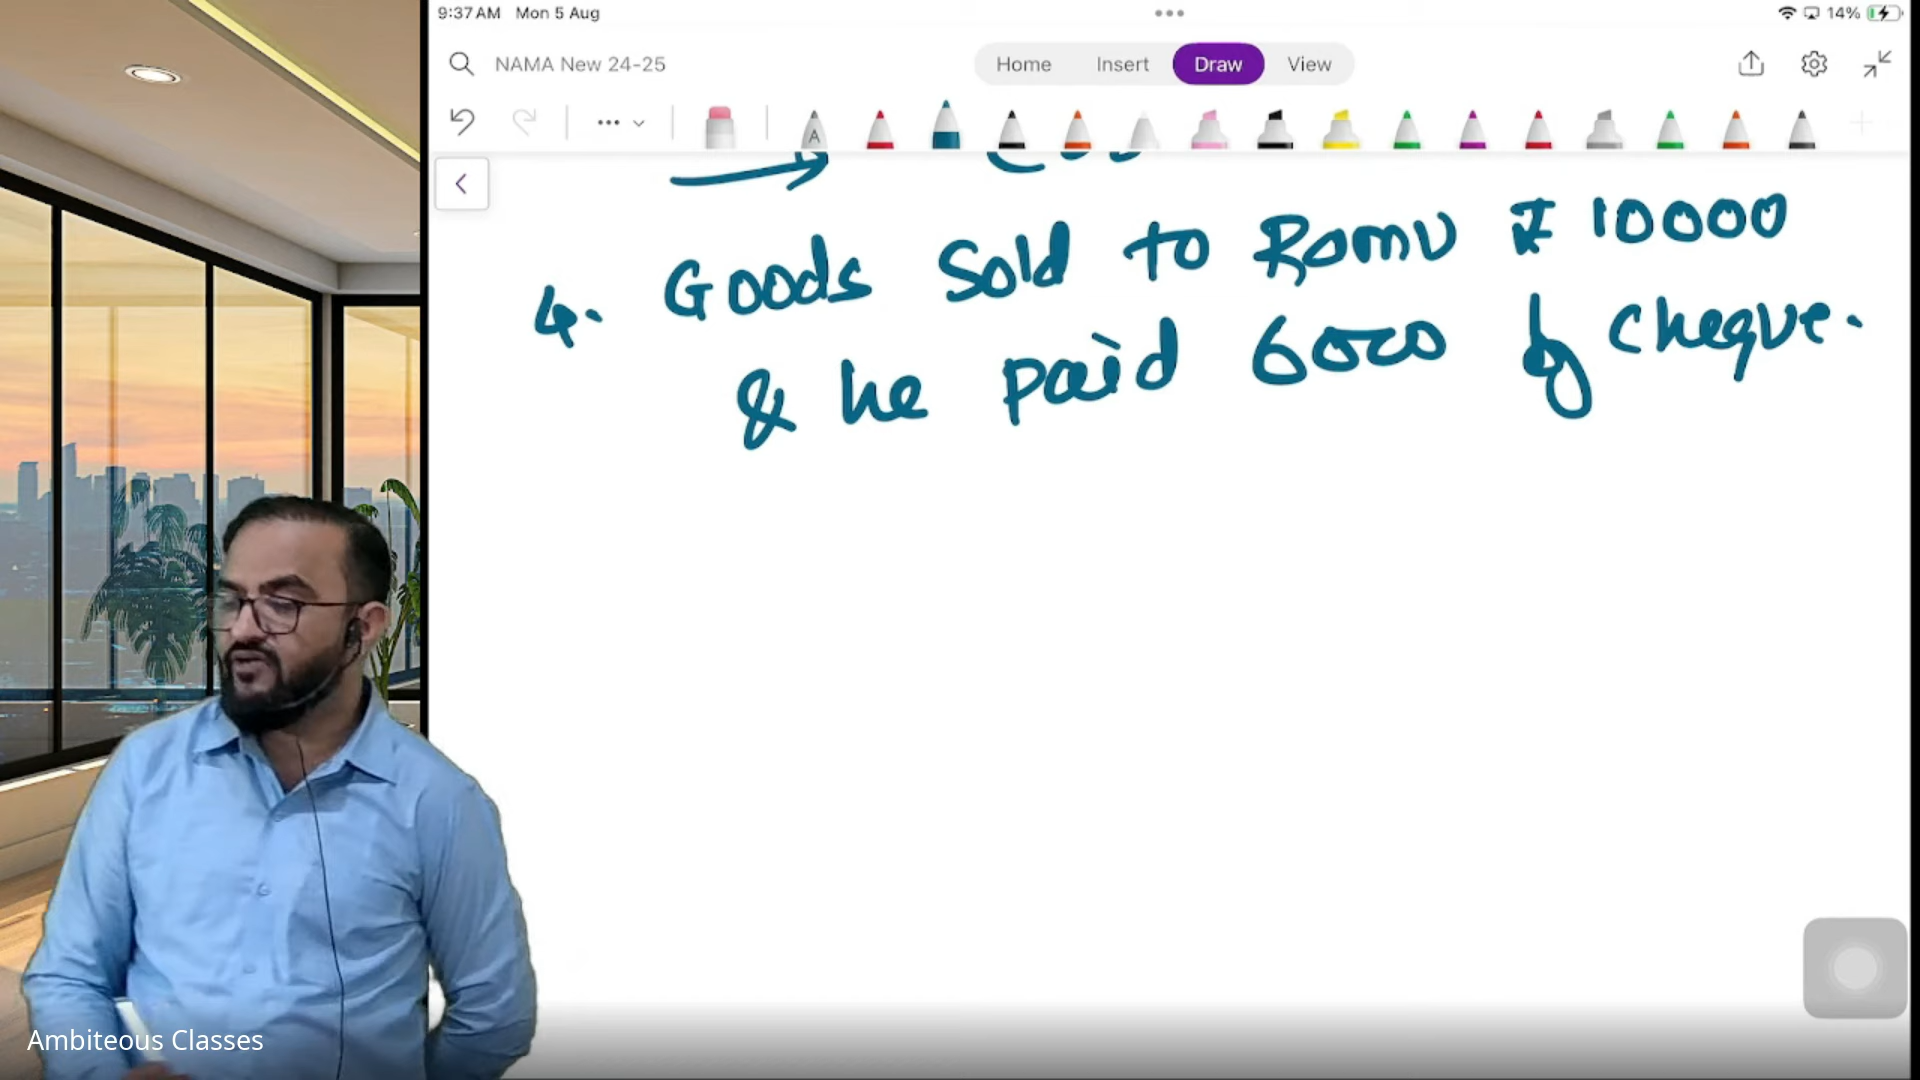 9:37 AM Mon 5 Aug
14%
NAMA New 24-25
Home Insert Draw View
A
4. Goods Sold to Ramu ₹ 10000
& he paid 6000 by cheque.
Ambiteous Classes